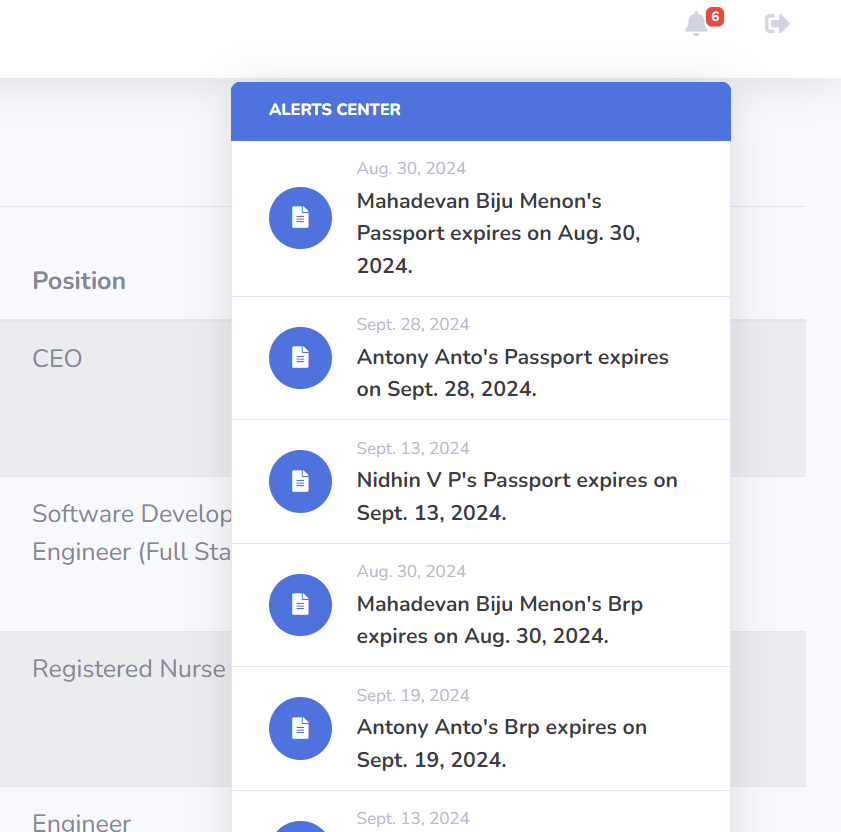 6
ALERTS CENTER
Aug. 30, 2024
Mahadevan Biju Menon's
Passport expires on Aug. 30,
2024.
Sept. 28, 2024
Antony Anto's Passport expires
on Sept. 28, 2024.
Sept. 13, 2024
Nidhin V P's Passport expires on
Sept. 13, 2024.
Aug. 30, 2024
Mahadevan Biju Menon's Brp
expires on Aug. 30, 2024.
Sept. 19, 2024
Antony Anto's Brp expires on
Sept. 19, 2024.
Sept. 13, 2024
Position
CEO
Software Develop
Engineer (Full Sta
Registered Nurse
Engineer